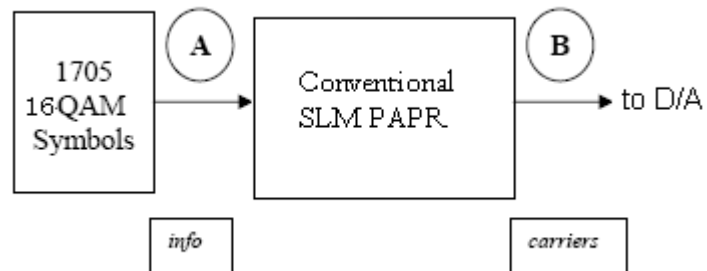 1705
16QAM
Symbols
A
Conventional
SLM PAPR
B
to D/A
info
carriers